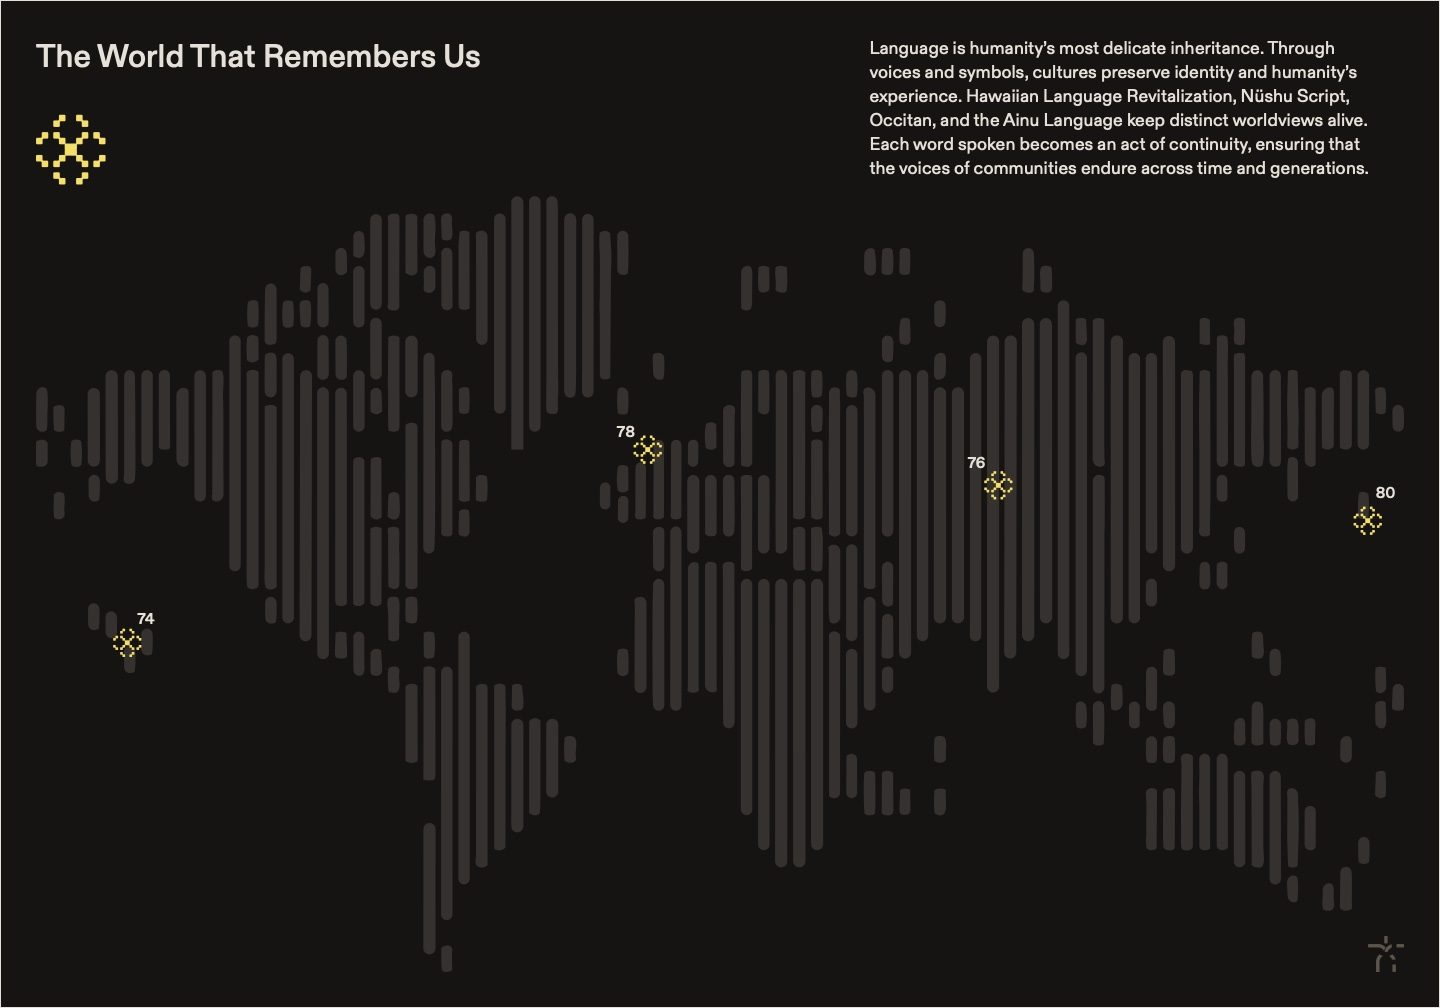 The World That Remembers Us
Language is humanity’s most delicate inheritance. Through
voices and symbols, cultures preserve identity and humanity’s
experience. Hawaiian Language Revitalization, Nüshu Script,
Occitan, and the Ainu Language keep distinct worldviews alive.
Each word spoken becomes an act of continuity, ensuring that
the voices of communities endure across time and generations.
78
76
80
74